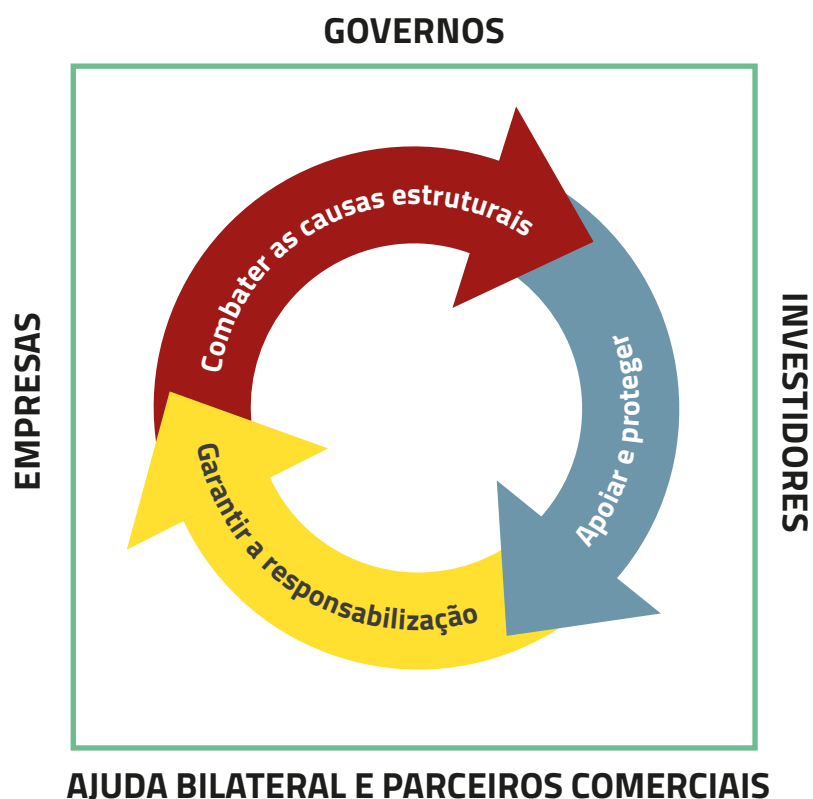 GOVERNOS
Combater as causas estruturais
Apoiar e proteger
Garantir a responsabilização
EMPRESAS
INVESTIDORES
AJUDA BILATERAL E PARCEIROS COMERCIAIS